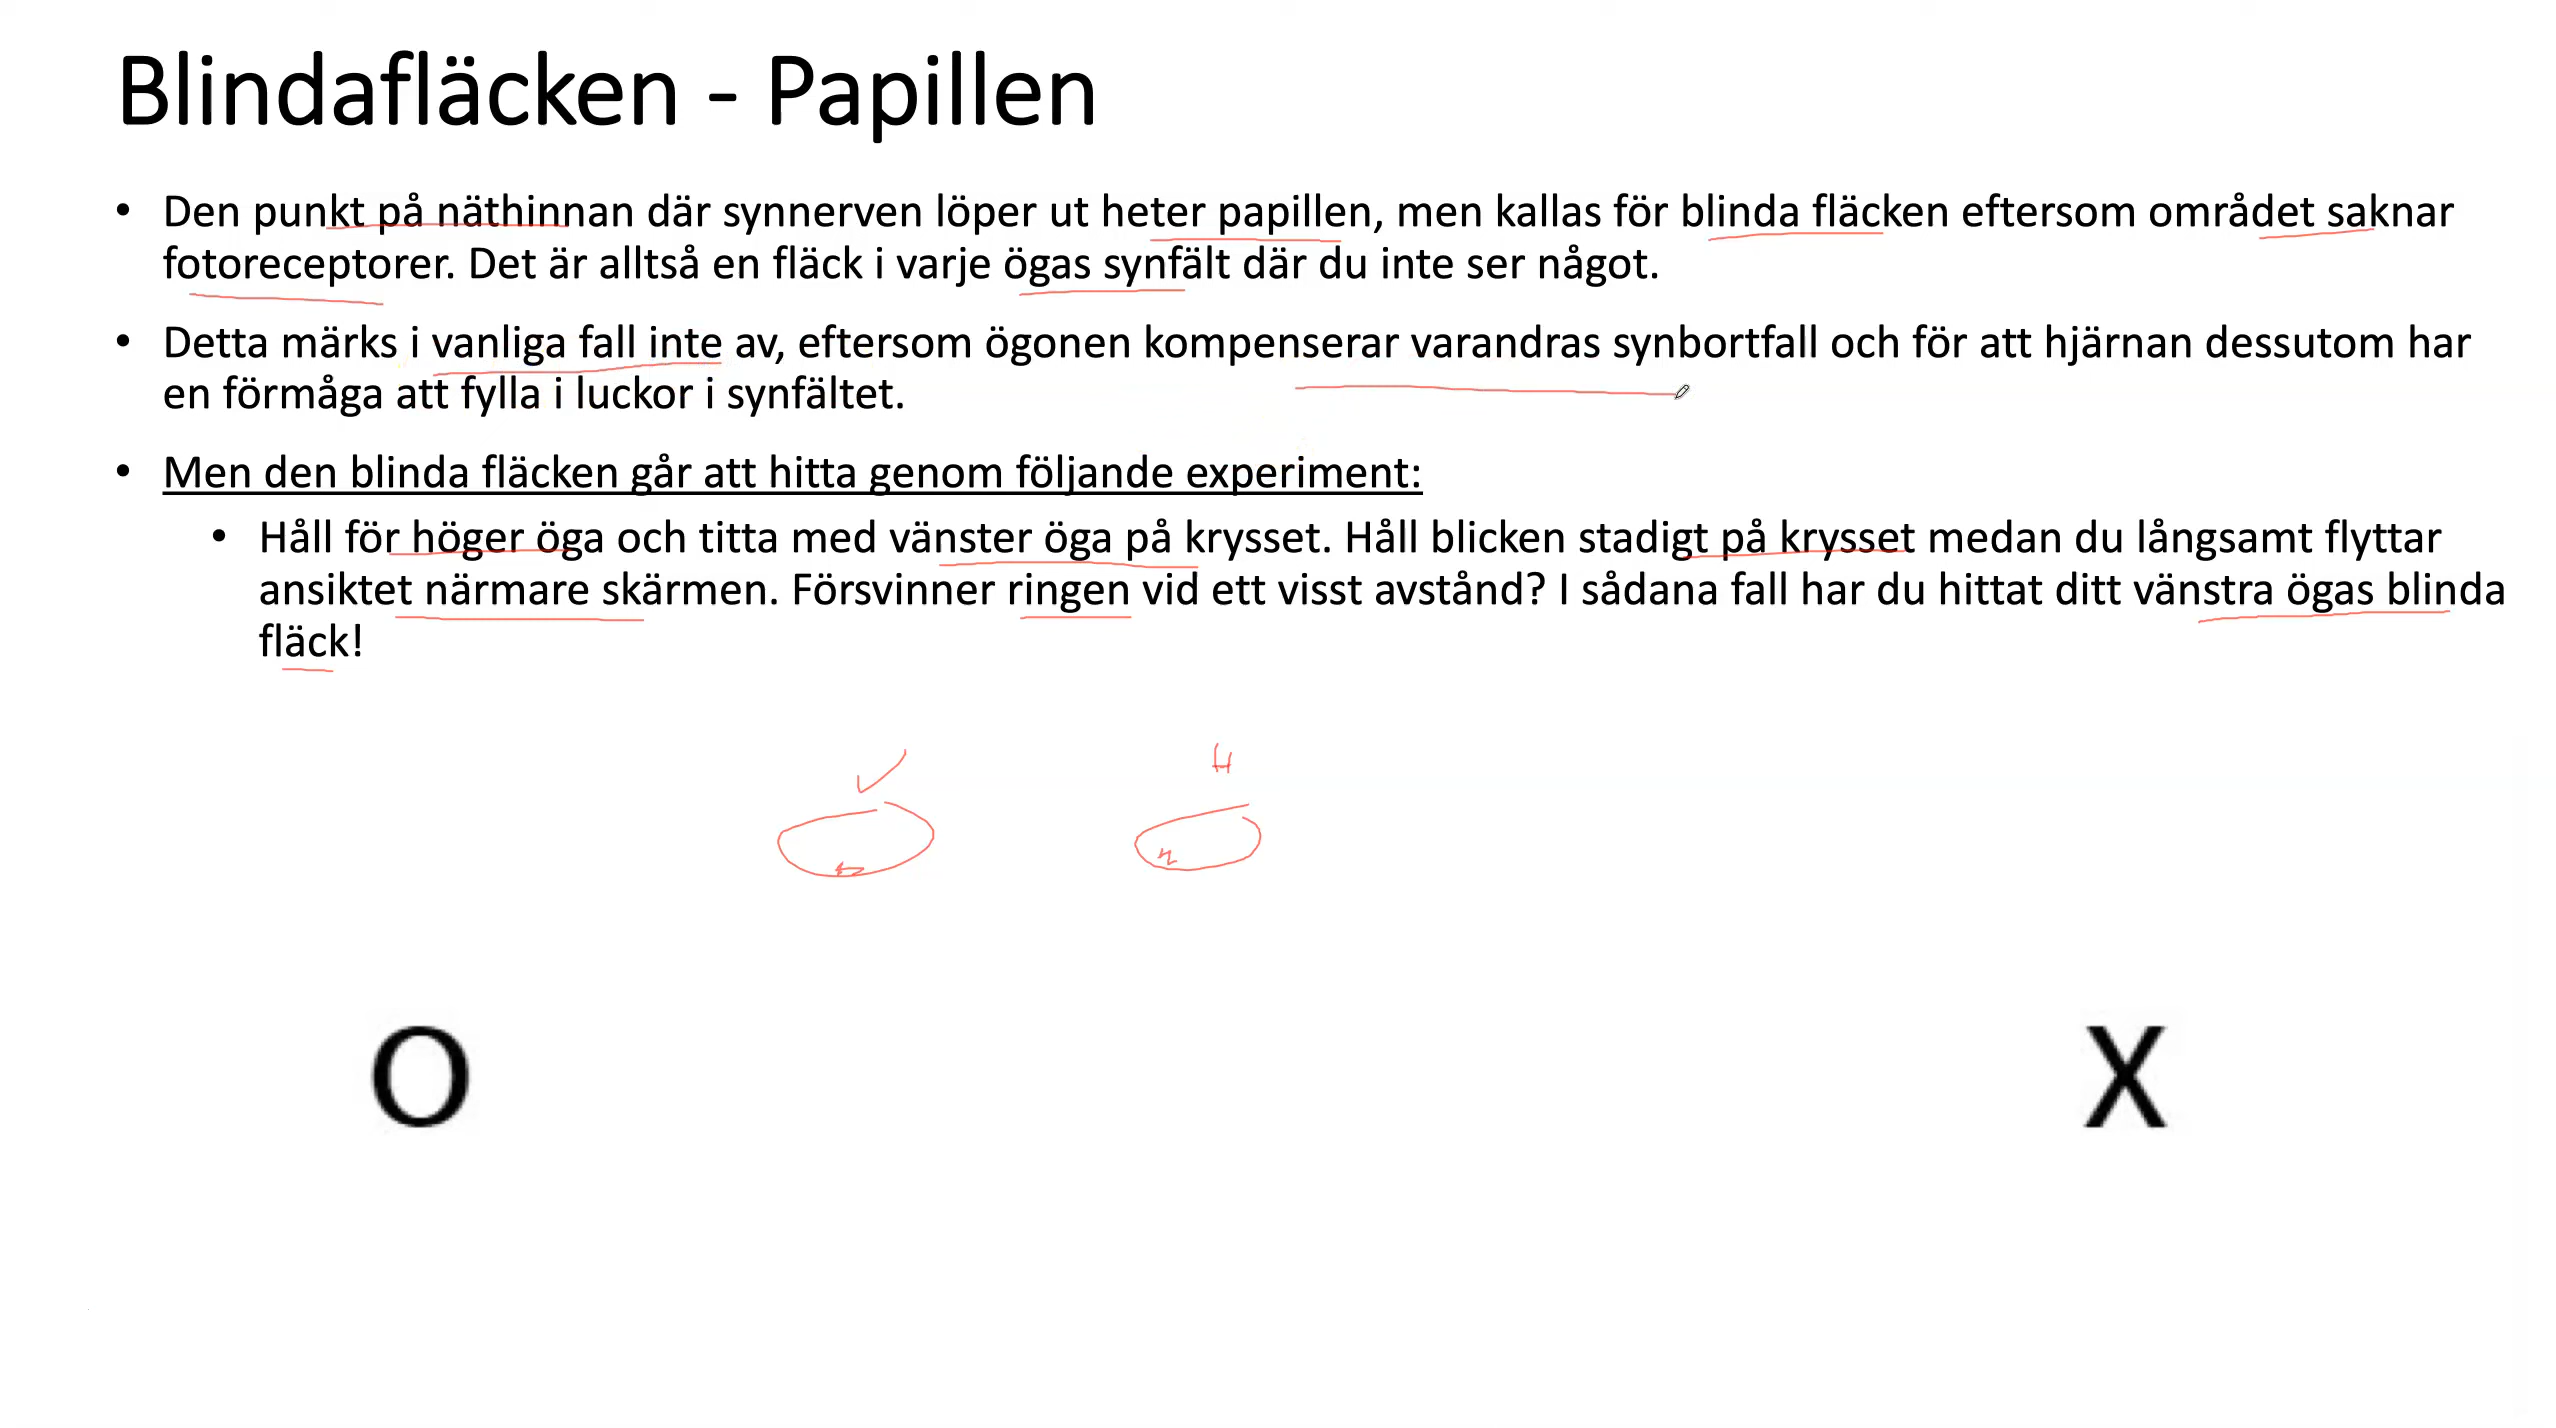 Blindafläcken - Papillen
• Den punkt på näthinnan där synnerven löper ut heter papillen, men kallas för blinda fläcken eftersom området saknar
fotoreceptorer. Det är alltså en fläck i varje ögas synfält där du inte ser något.
• Detta märks i vanliga fall inte av, eftersom ögonen kompenserar varandras synbortfall och för att hjärnan dessutom har
en förmåga att fylla i luckor i synfältet.
• Men den blinda fläcken går att hitta genom följande experiment:
• Håll för höger öga och titta med vänster öga på krysset. Håll blicken stadigt på krysset medan du långsamt flyttar
ansiktet närmare skärmen. Försvinner ringen vid ett visst avstånd? I sådana fall har du hittat ditt vänstra ögas blinda
fläck!
V H
O X